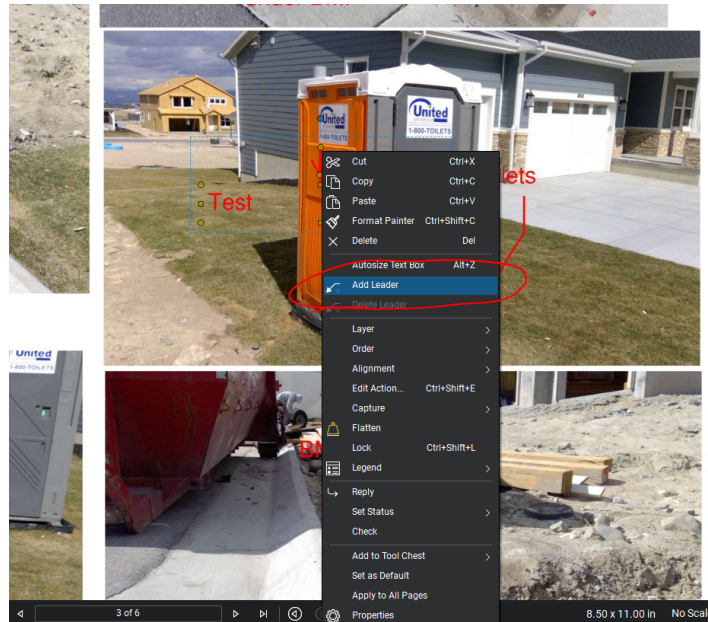 United
1-800-TOILETS
United
1-800-TOILETS
lets
Test
Cut Ctrl+X
Copy Ctrl+C
Paste Ctrl+V
Format Painter Ctrl+Shift+C
Delete Del
Autosize Text Box Alt+Z
Add Leader
Delete Leader
Layer
Order
Alignment
Edit Action... Ctrl+Shift+E
Capture
Flatten
Lock Ctrl+Shift+L
Legend
Reply
Set Status
Check
Add to Tool Chest
Set as Default
Apply to All Pages
Properties
United
1-800-TOILETS
3 of 6
8.50 x 11.00 in
No Scal